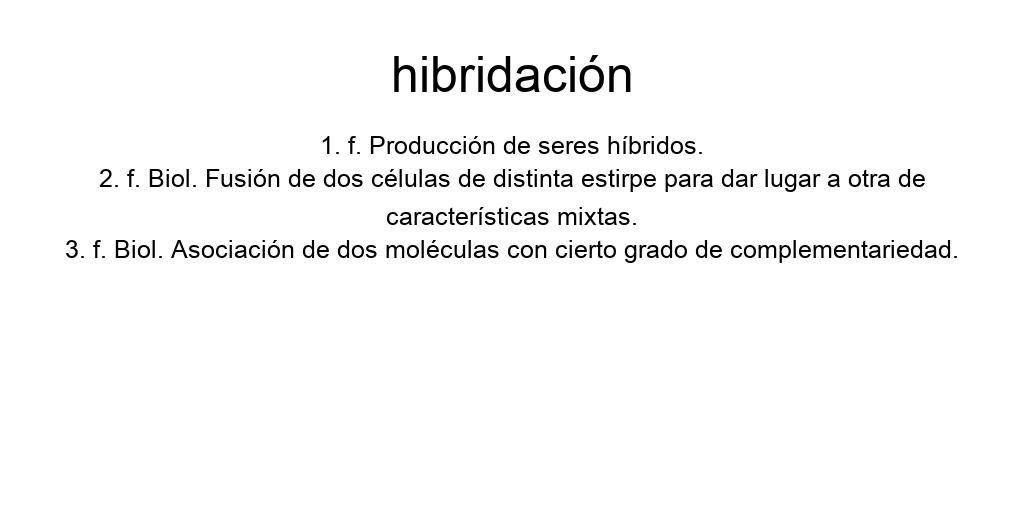 hibridación
1. f. Producción de seres híbridos.
2. f. Biol. Fusión de dos células de distinta estirpe para dar lugar a otra de
características mixtas.
3. f. Biol. Asociación de dos moléculas con cierto grado de complementariedad.